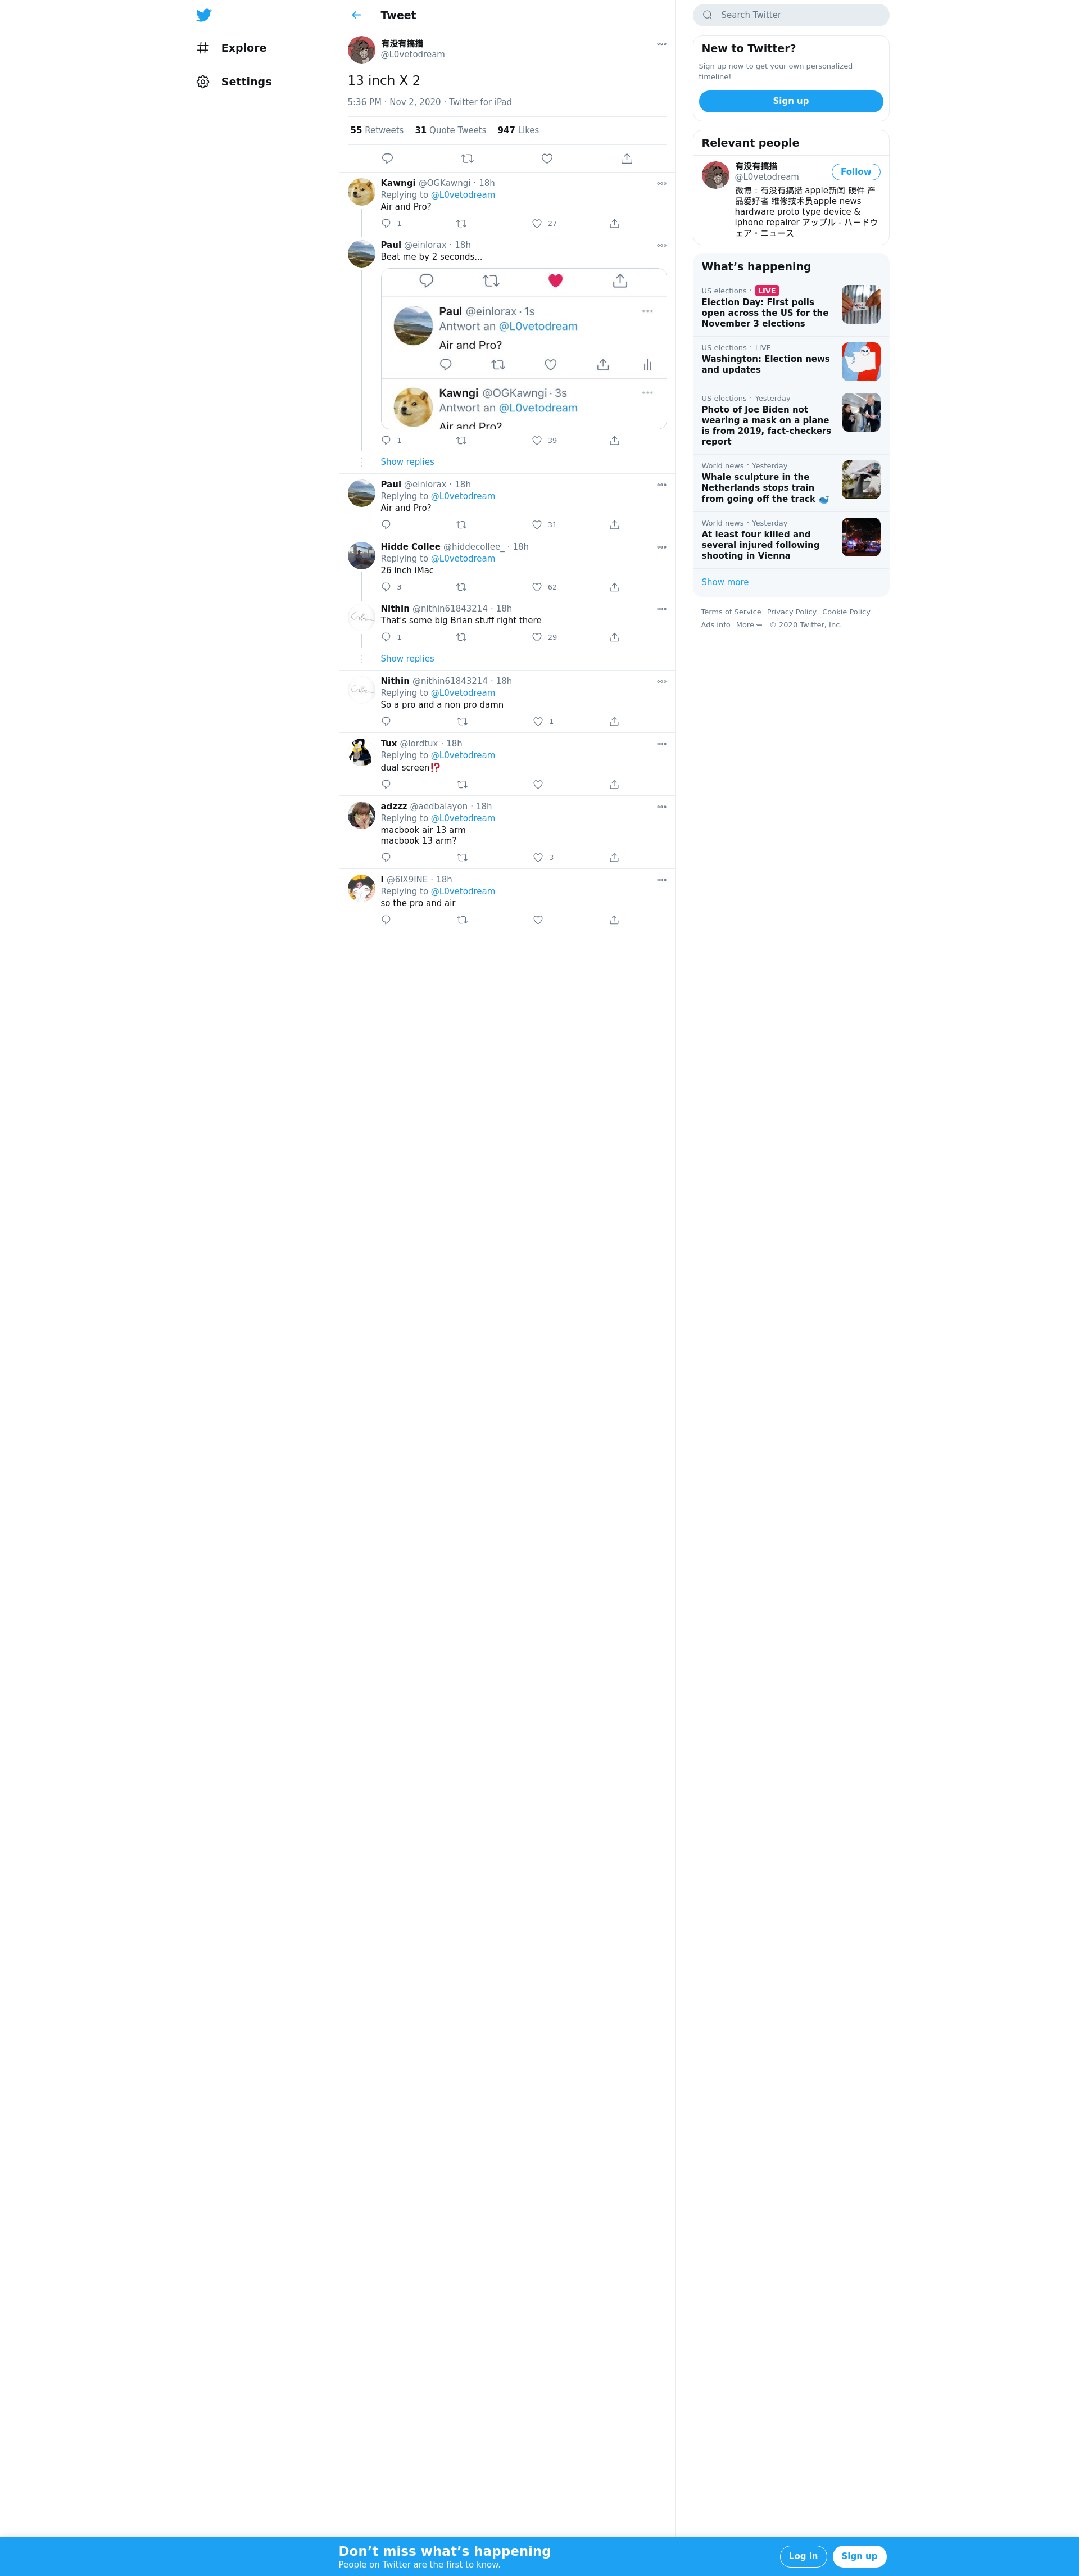 Explore
Settings
Tweet
有没有搞措
@L0vetodream
13 inch X 2
5:36 PM · Nov 2, 2020 · Twitter for iPad
55 Retweets 31 Quote Tweets 947 Likes
Kawngi @OGKawngi · 18h
Replying to @L0vetodream
Air and Pro?
1 27
Paul @einlorax · 18h
Beat me by 2 seconds...
Paul @einlorax · 1s
Antwort an @L0vetodream
Air and Pro?
Kawngi @OGKawngi · 3s
Antwort an @L0vetodream
Air and Pro?
1 39
Show replies
Paul @einlorax · 18h
Replying to @L0vetodream
Air and Pro?
31
Hidde Collee @hiddecollee_ · 18h
Replying to @L0vetodream
26 inch iMac
3 62
Nithin @nithin61843214 · 18h
That's some big Brian stuff right there
1 29
Show replies
Nithin @nithin61843214 · 18h
Replying to @L0vetodream
So a pro and a non pro damn
1
Tux @lordtux · 18h
Replying to @L0vetodream
dual screen⁉️
adzzz @aedbalayon · 18h
Replying to @L0vetodream
macbook air 13 arm
macbook 13 arm?
3
l @6lX9INE · 18h
Replying to @L0vetodream
so the pro and air
Search Twitter
New to Twitter?
Sign up now to get your own personalized
timeline!
Sign up
Relevant people
有没有搞措
@L0vetodream
Follow
微博：有没有搞措 apple新闻 硬件 产
品爱好者 维修技术员apple news
hardware proto type device &
iphone repairer アップル - ハードウ
ェア・ニュース
What’s happening
US elections · LIVE
Election Day: First polls
open across the US for the
November 3 elections
US elections · LIVE
Washington: Election news
and updates
US elections · Yesterday
Photo of Joe Biden not
wearing a mask on a plane
is from 2019, fact-checkers
report
World news · Yesterday
Whale sculpture in the
Netherlands stops train
from going off the track 🐋
World news · Yesterday
At least four killed and
several injured following
shooting in Vienna
Show more
Terms of Service Privacy Policy Cookie Policy
Ads info More © 2020 Twitter, Inc.
Don’t miss what’s happening
People on Twitter are the first to know.
Log in
Sign up